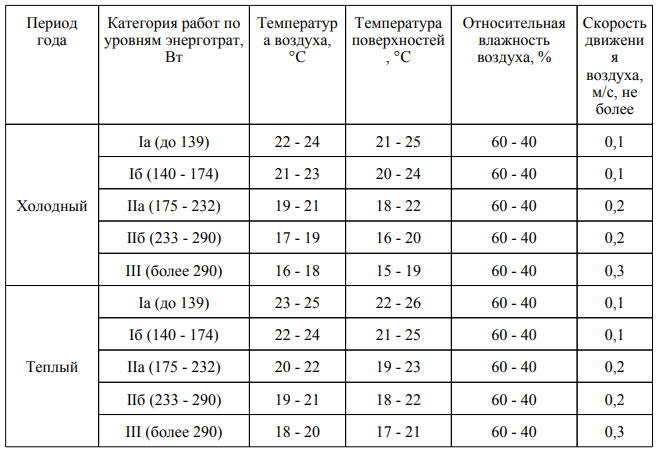 Период года | Категория работ по уровням энерготрат, Вт | Температура воздуха, °C | Температура поверхностей, °C | Относительная влажность воздуха, % | Скорость движения воздуха, м/с, не более
Холодный | Iа (до 139) | 22 - 24 | 21 - 25 | 60 - 40 | 0,1
Iб (140 - 174) | 21 - 23 | 20 - 24 | 60 - 40 | 0,1
IIа (175 - 232) | 19 - 21 | 18 - 22 | 60 - 40 | 0,2
IIб (233 - 290) | 17 - 19 | 16 - 20 | 60 - 40 | 0,2
III (более 290) | 16 - 18 | 15 - 19 | 60 - 40 | 0,3
Теплый | Iа (до 139) | 23 - 25 | 22 - 26 | 60 - 40 | 0,1
Iб (140 - 174) | 22 - 24 | 21 - 25 | 60 - 40 | 0,1
IIа (175 - 232) | 20 - 22 | 19 - 23 | 60 - 40 | 0,2
IIб (233 - 290) | 19 - 21 | 18 - 22 | 60 - 40 | 0,2
III (более 290) | 18 - 20 | 17 - 21 | 60 - 40 | 0,3